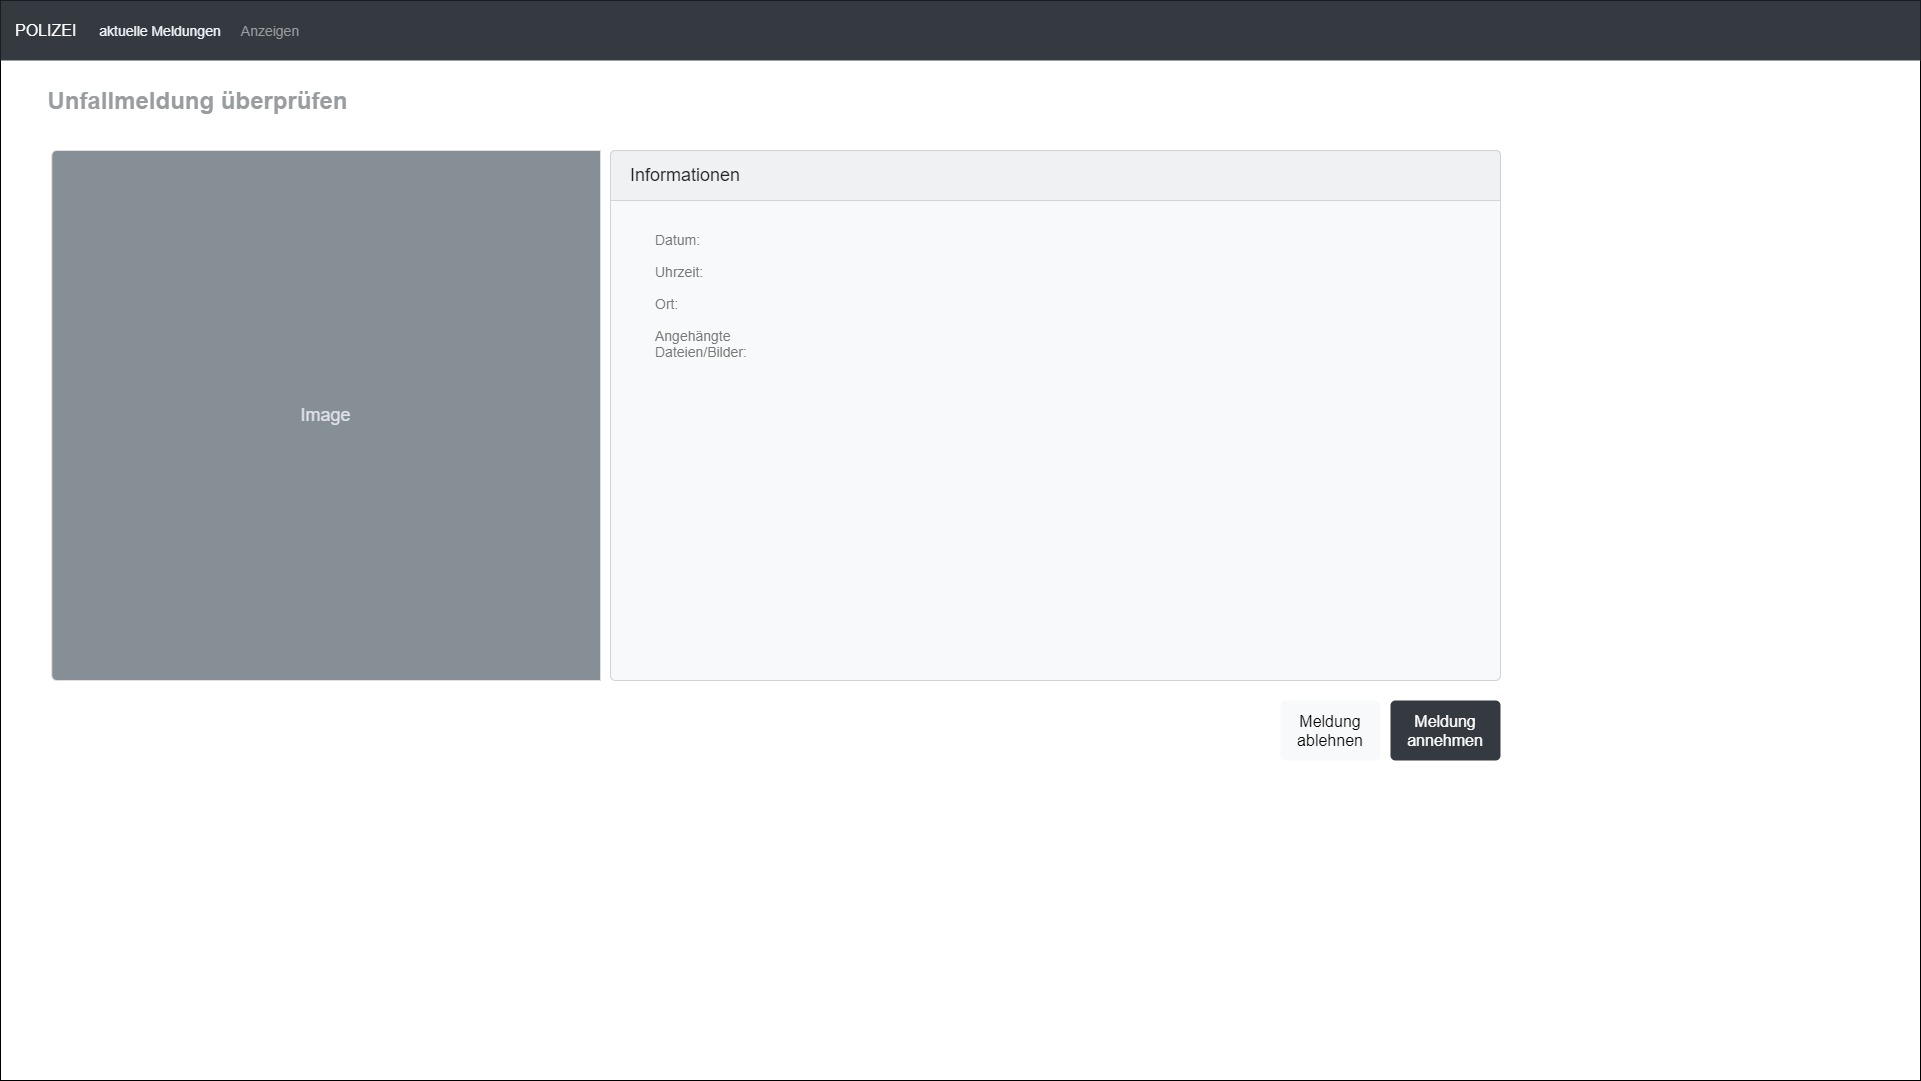 POLIZEI aktuelle Meldungen Anzeigen
Unfallmeldung überprüfen
Image
Informationen
Datum:
Uhrzeit:
Ort:
Angehängte
Dateien/Bilder:
Meldung
ablehnen
Meldung
annehmen